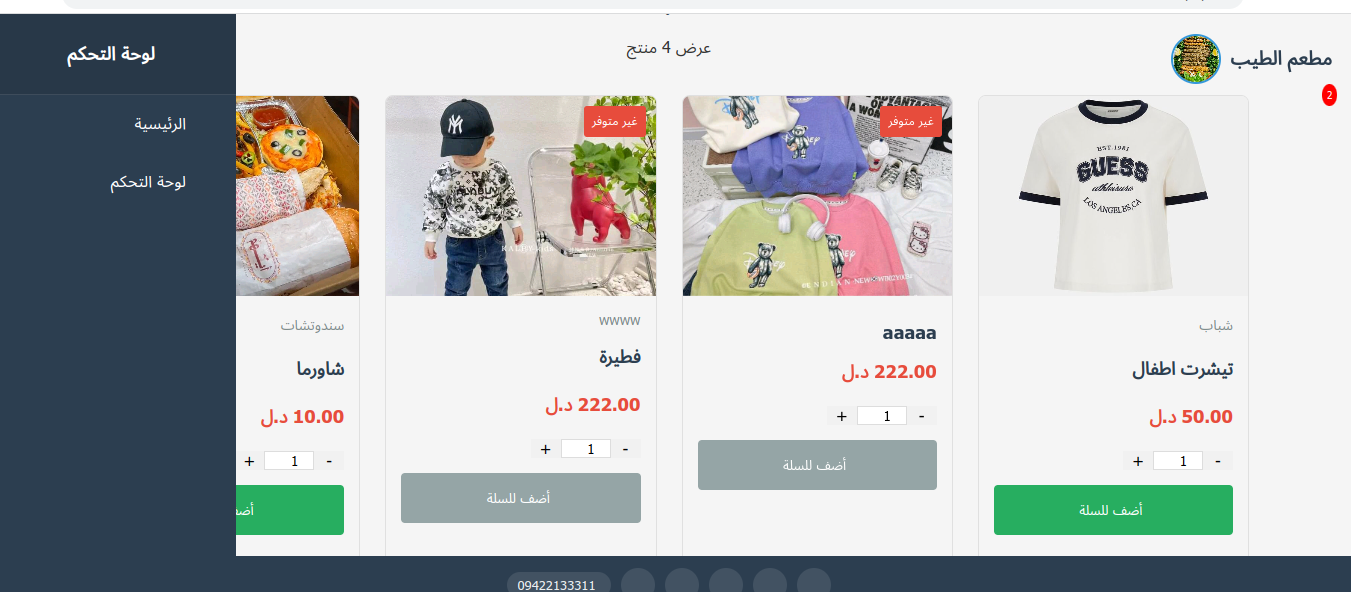 مطعم الطيب
2
عرض 4 منتج
لوحة التحكم
الرئيسية
لوحة التحكم
EST.1981
GUESS
LOS ANGELES,CA
شباب
تيشرت اطفال
50.00 د.ل
- 1 +
أضف للسلة
غير متوفر
aaaaa
222.00 د.ل
- 1 +
أضف للسلة
غير متوفر
wwww
فطيرة
222.00 د.ل
- 1 +
أضف للسلة
سندوتشات
شاورما
10.00 د.ل
- 1 +
09422133311